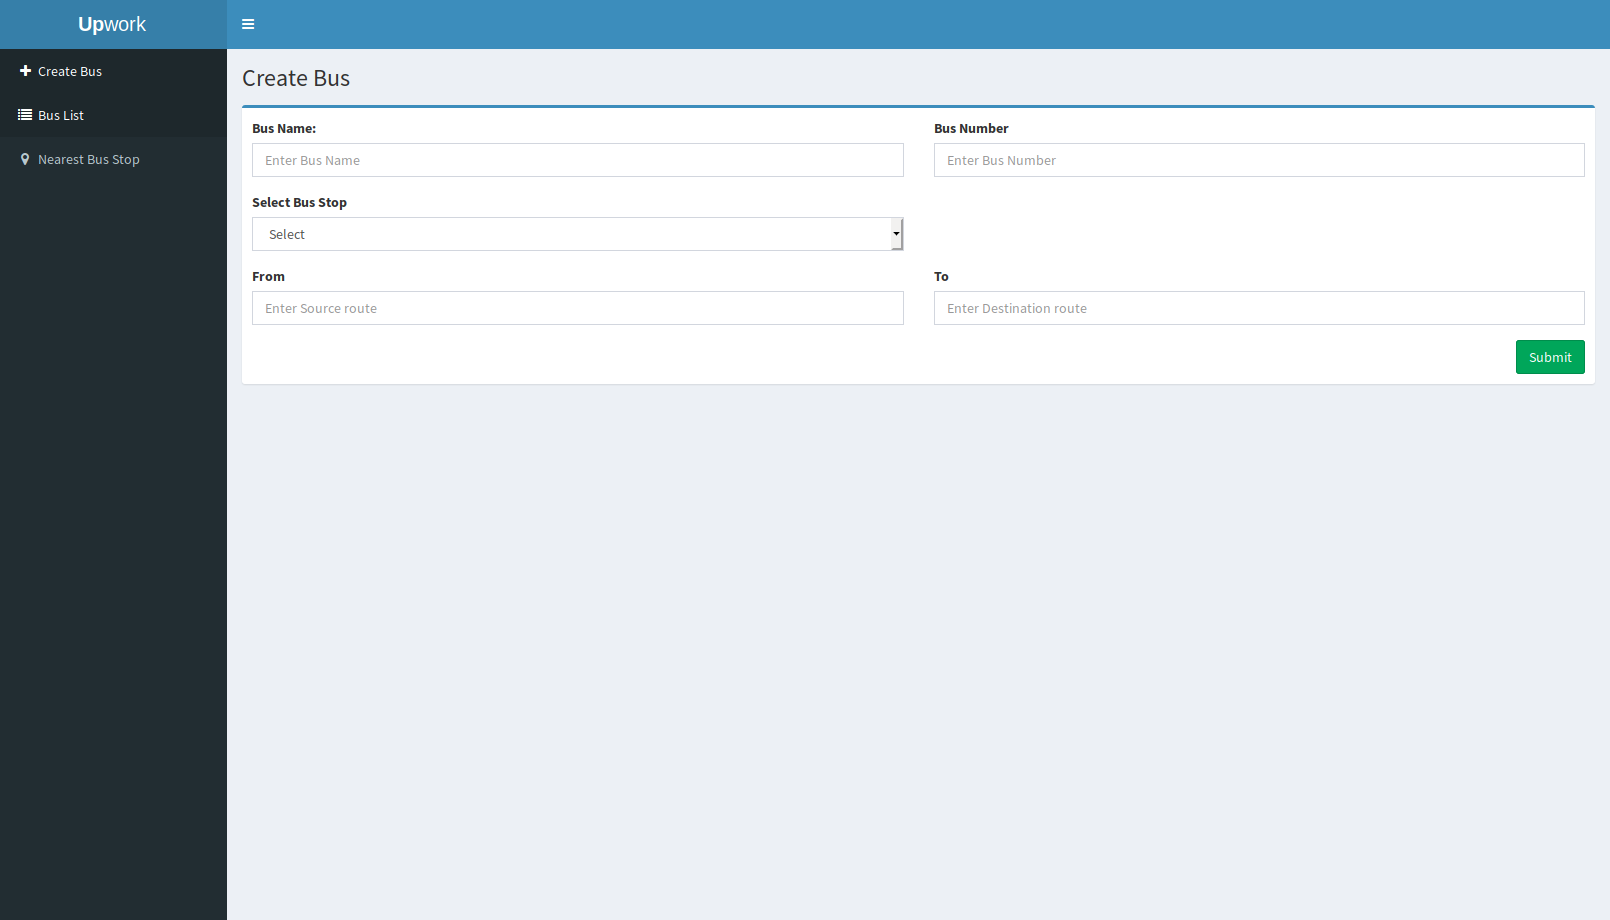 Upwork
Create Bus
Bus List
Nearest Bus Stop
Create Bus
Bus Name:
Enter Bus Name
Bus Number
Enter Bus Number
Select Bus Stop
Select
From
Enter Source route
To
Enter Destination route
Submit